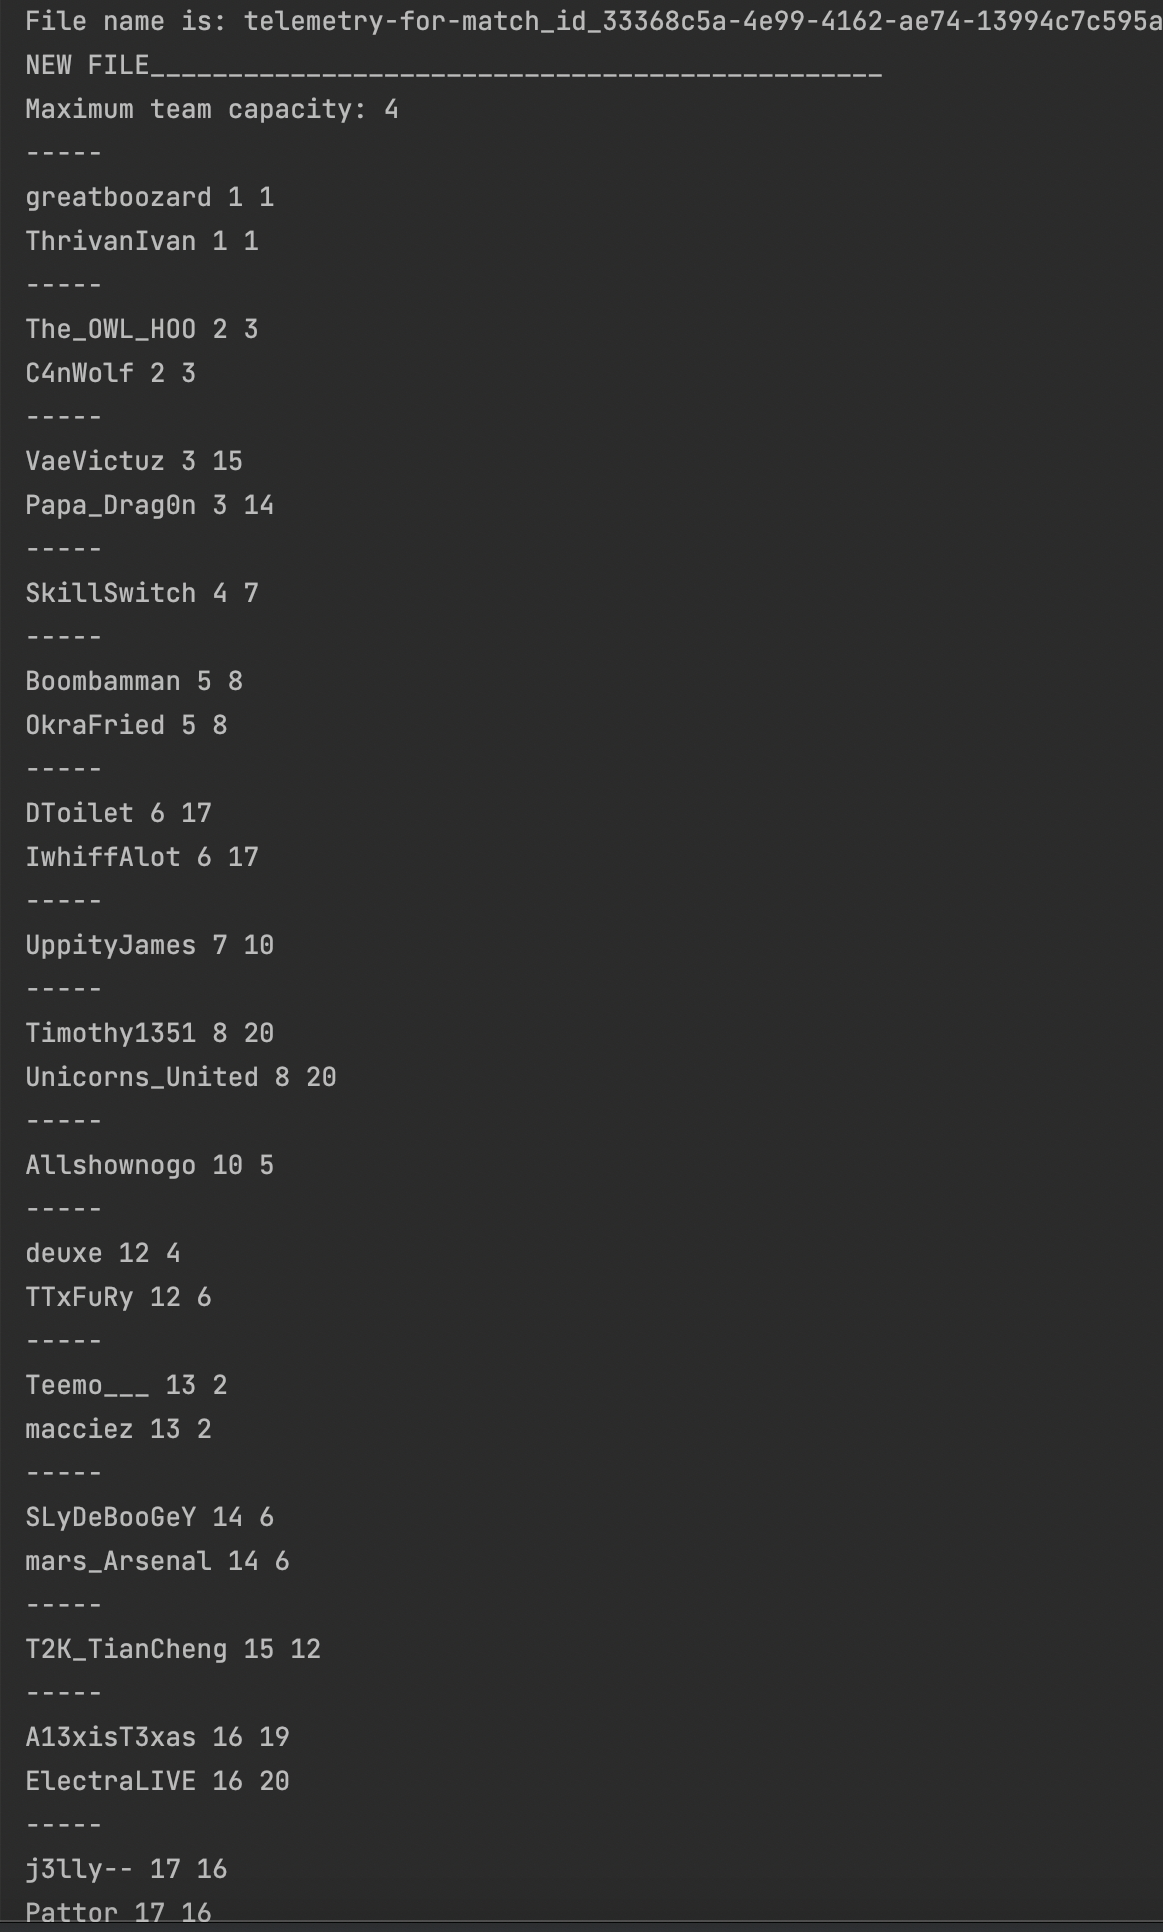 File name is: telemetry-for-match_id_33368c5a-4e99-4162-ae74-13994c7c595a
NEW FILE_______________________________________________
Maximum team capacity: 4
-----
greatboozard 1 1
ThrivanIvan 1 1
-----
The_OWL_HOO 2 3
C4nWolf 2 3
-----
VaeVictuz 3 15
Papa_Drag0n 3 14
-----
SkillSwitch 4 7
-----
Boombamman 5 8
OkraFried 5 8
-----
DToilet 6 17
IwhiffAlot 6 17
-----
UppityJames 7 10
-----
Timothy1351 8 20
Unicorns_United 8 20
-----
Allshownogo 10 5
-----
deuxe 12 4
TTxFuRy 12 6
-----
Teemo___ 13 2
macciez 13 2
-----
SLyDeBooGeY 14 6
mars_Arsenal 14 6
-----
T2K_TianCheng 15 12
-----
A13xisT3xas 16 19
ElectraLIVE 16 20
-----
j3lly-- 17 16
Pattor 17 16